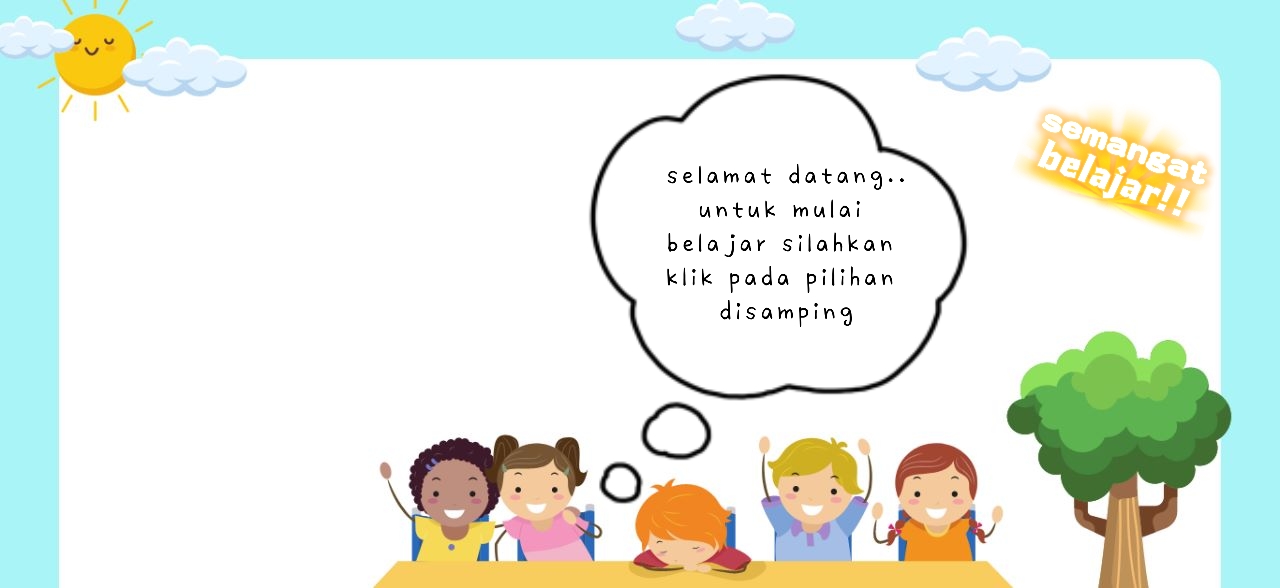 selamat datang..
untuk mulai
belajar silahkan
klik pada pilihan
disamping
semangat
belajar!!